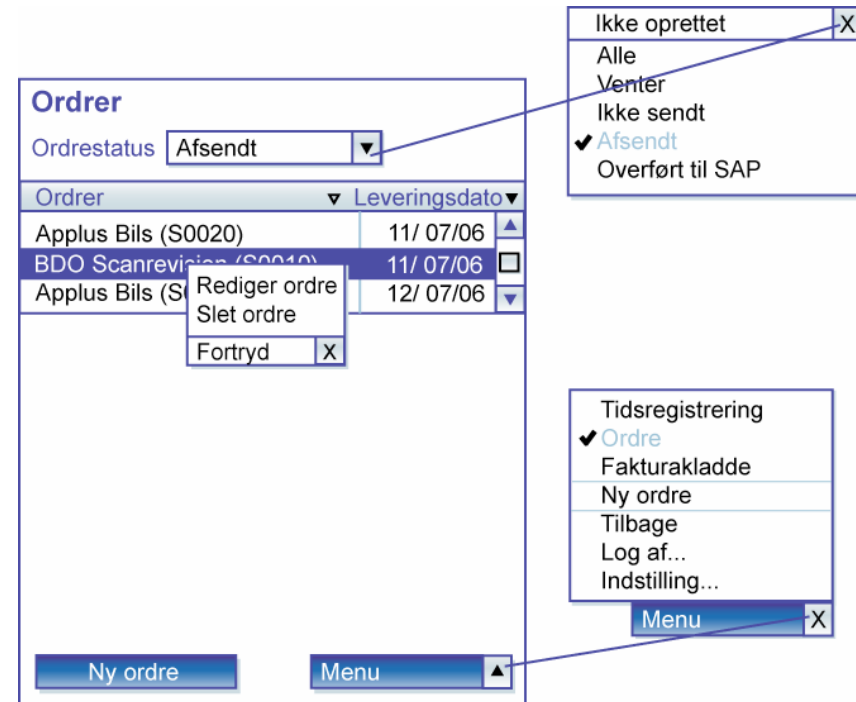 Ikke oprettet X
Alle
Venter
Ikke sendt
Afsendt
Overført til SAP
Ordrer
Ordrestatus Afsendt
Ordrer Leveringsdato
Applus Bils (S0020) 11/ 07/06
BDO Scanrevision (S0010) 11/ 07/06
Applus Bils 12/ 07/06
Rediger ordre
Slet ordre
Fortryd X
Tidsregistrering
Ordre
Fakturakladde
Ny ordre
Tilbage
Log af...
Indstilling...
Menu X
Ny ordre Menu